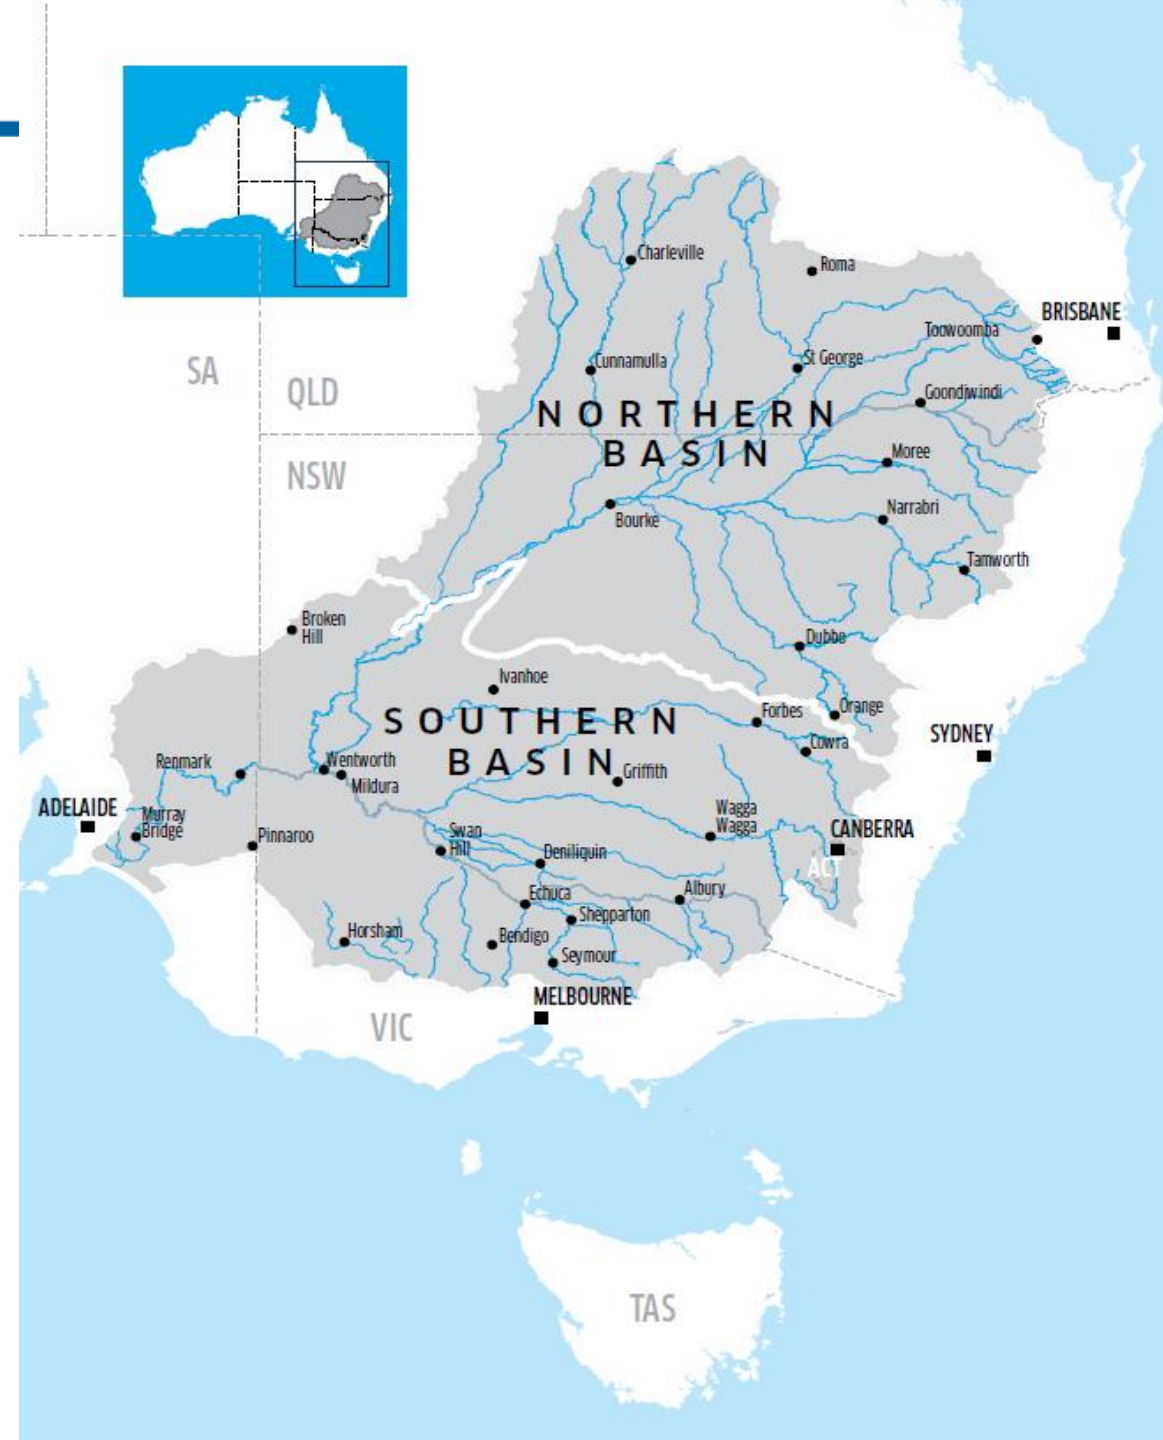 Charleville
Roma
BRISBANE
Toowoomba
SA
Cunnamulla
St George
QLD
Goondiwindi
NORTHERN
BASIN
Moree
NSW
Narrabri
Bourke
Tamworth
Broken
Hill
Dubbo
Ivanhoe
Orange
Forbes
SOUTHERN
BASIN
SYDNEY
Cowra
Renmark
Wentworth
Mildura
Griffith
ADELAIDE
Murray
Bridge
Wagga
Wagga
CANBERRA
Pinnaroo
Swan
Hill
Deniliquin
ACT
Echuca
Albury
Shepparton
Horsham
Bendigo
Seymour
MELBOURNE
VIC
TAS